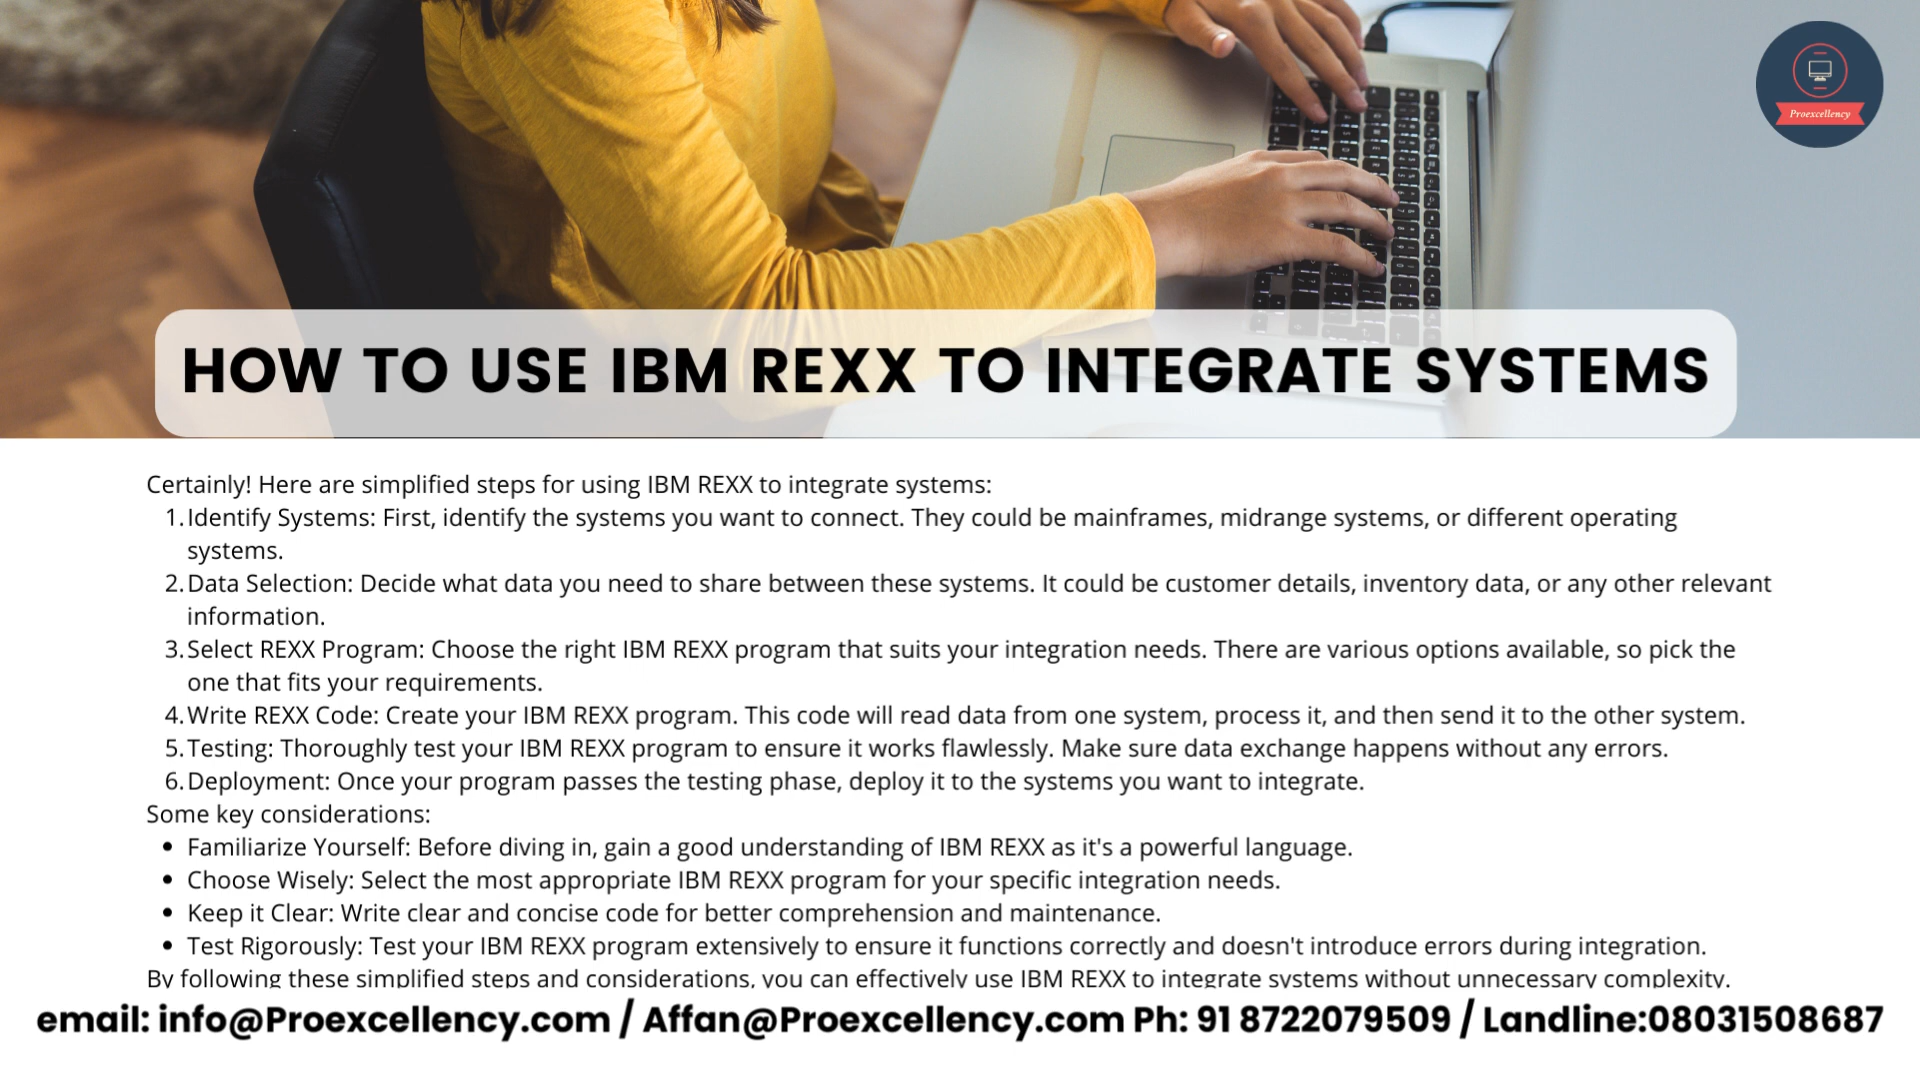 Proexcellency
HOW TO USE IBM REXX TO INTEGRATE SYSTEMS
Certainly! Here are simplified steps for using IBM REXX to integrate systems:
1. Identify Systems: First, identify the systems you want to connect. They could be mainframes, midrange systems, or different operating
systems.
2. Data Selection: Decide what data you need to share between these systems. It could be customer details, inventory data, or any other relevant
information.
3. Select REXX Program: Choose the right IBM REXX program that suits your integration needs. There are various options available, so pick the
one that fits your requirements.
4. Write REXX Code: Create your IBM REXX program. This code will read data from one system, process it, and then send it to the other system.
5. Testing: Thoroughly test your IBM REXX program to ensure it works flawlessly. Make sure data exchange happens without any errors.
6. Deployment: Once your program passes the testing phase, deploy it to the systems you want to integrate.
Some key considerations:
• Familiarize Yourself: Before diving in, gain a good understanding of IBM REXX as it's a powerful language.
• Choose Wisely: Select the most appropriate IBM REXX program for your specific integration needs.
• Keep it Clear: Write clear and concise code for better comprehension and maintenance.
• Test Rigorously: Test your IBM REXX program extensively to ensure it functions correctly and doesn't introduce errors during integration.
By following these simplified steps and considerations, you can effectively use IBM REXX to integrate systems without unnecessary complexity.
email: info@Proexcellency.com / Affan@Proexcellency.com Ph: 91 8722079509 / Landline:08031508687